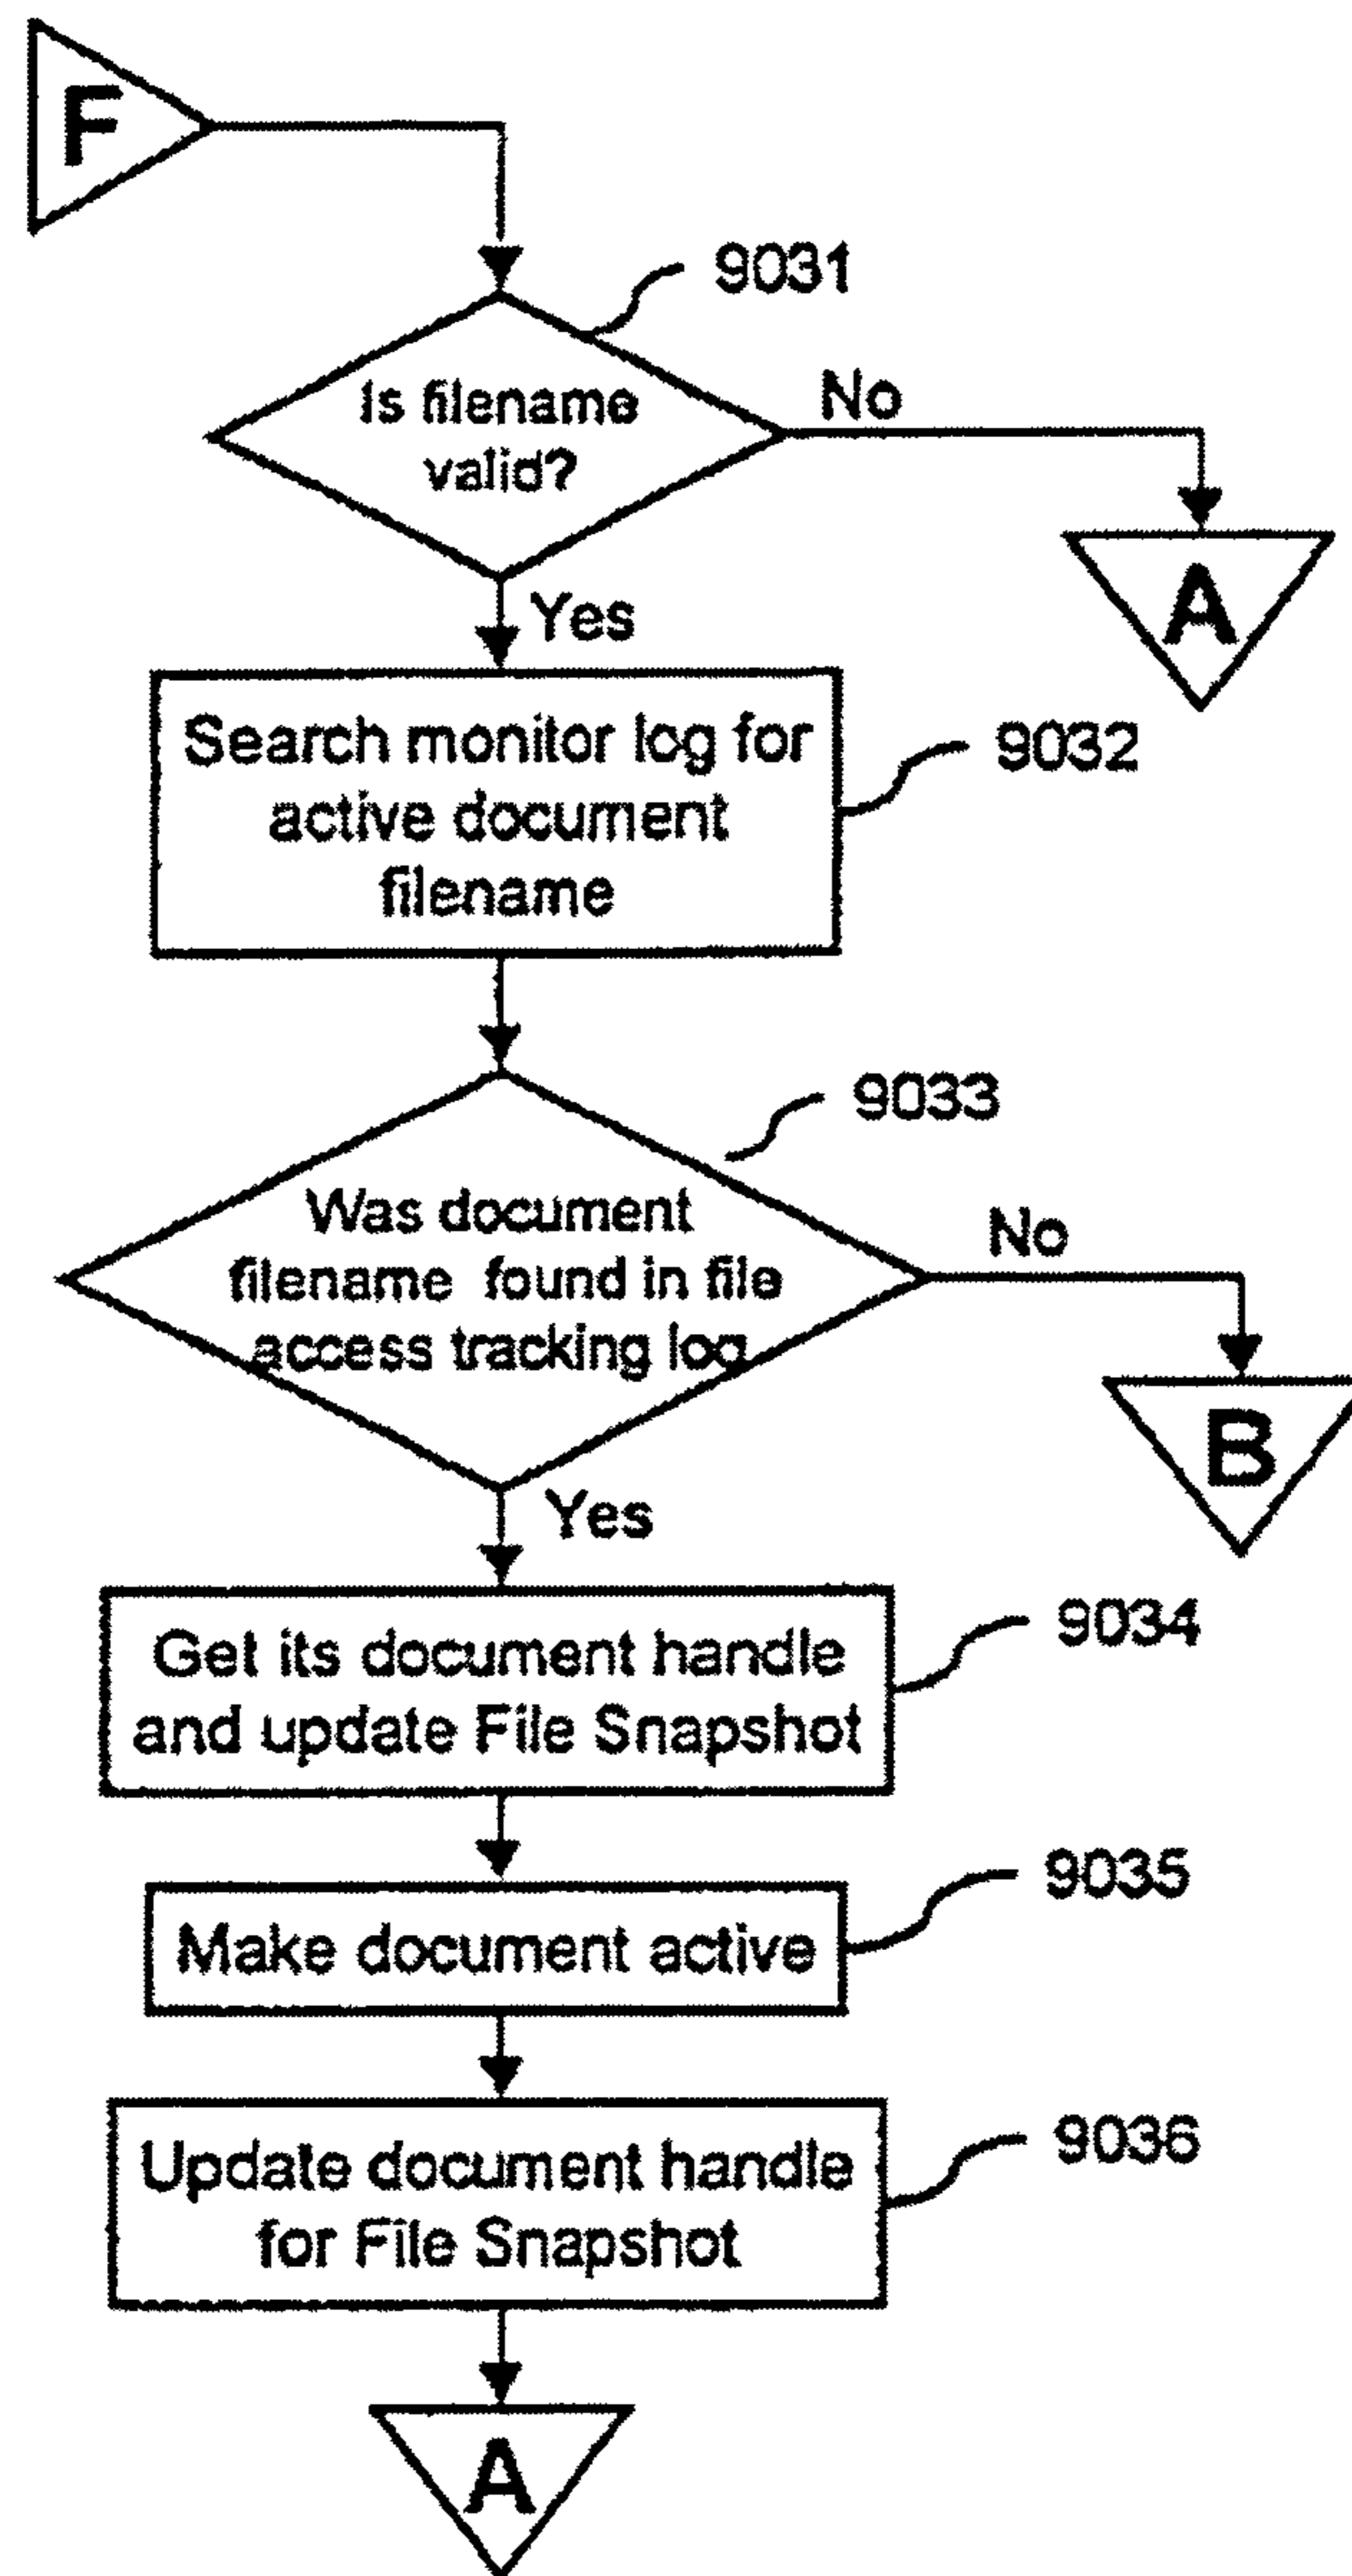 F
9031
Is filename
valid?
No
A
Yes
Search monitor log for
active document
filename
9032
9033
Was document
filename found in file
access tracking log
No
B
Yes
Get its document handle
and update File Snapshot
9034
Make document active
9035
Update document handle
for File Snapshot
9036
A